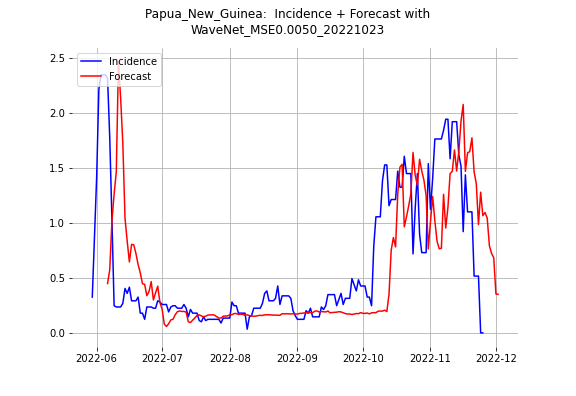 Papua_New_Guinea:  Incidence + Forecast with
WaveNet_MSE0.0050_20221023
Incidence
Forecast
2.5
2.0
1.5
1.0
0.5
0.0
2022-06 2022-07 2022-08 2022-09 2022-10 2022-11 2022-12